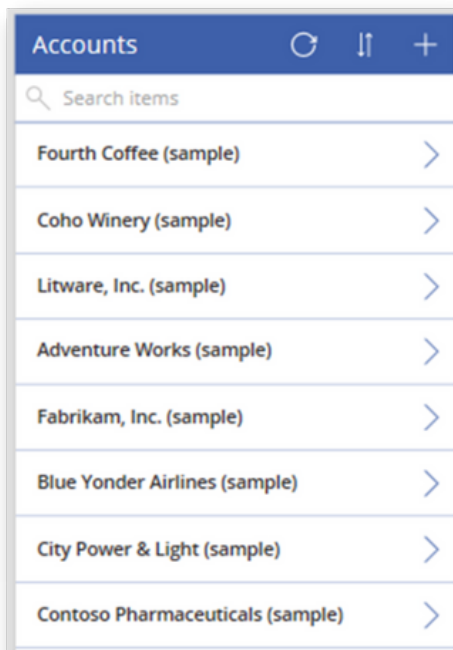 Accounts
Search items
Fourth Coffee (sample)
Coho Winery (sample)
Litware, Inc. (sample)
Adventure Works (sample)
Fabrikam, Inc. (sample)
Blue Yonder Airlines (sample)
City Power & Light (sample)
Contoso Pharmaceuticals (sample)